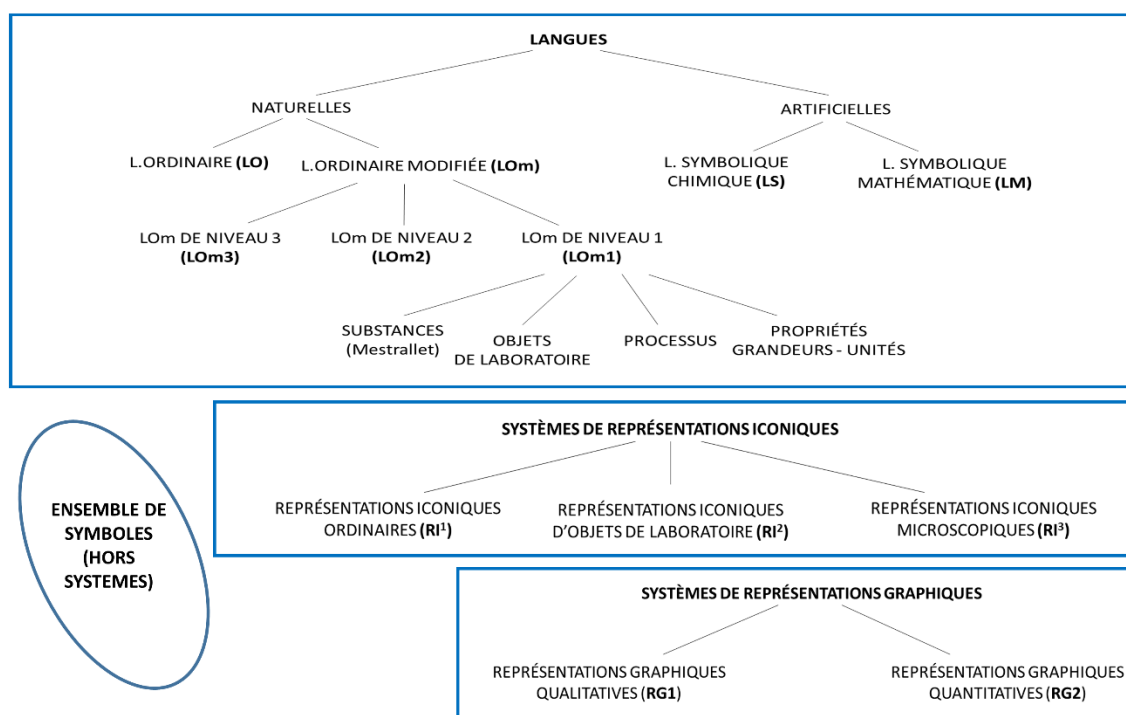 LANGUES
NATURELLES
ARTIFICIELLES
L.ORDINAIRE (LO)
L.ORDINAIRE MODIFIÉE (LOm)
L. SYMBOLIQUE
CHIMIQUE (LS)
L. SYMBOLIQUE
MATHÉMATIQUE (LM)
LOm DE NIVEAU 3
(LOm3)
LOm DE NIVEAU 2
(LOm2)
LOm DE NIVEAU 1
(LOm1)
SUBSTANCES
(Mestrallet)
OBJETS
DE LABORATOIRE
PROCESSUS
PROPRIÉTÉS
GRANDEURS - UNITÉS
ENSEMBLE DE
SYMBOLES
(HORS
SYSTEMES)
SYSTÈMES DE REPRÉSENTATIONS ICONIQUES
REPRÉSENTATIONS ICONIQUES
ORDINAIRES (RI¹)
REPRÉSENTATIONS ICONIQUES
D'OBJETS DE LABORATOIRE (RI²)
REPRÉSENTATIONS ICONIQUES
MICROSCOPIQUES (RI³)
SYSTÈMES DE REPRÉSENTATIONS GRAPHIQUES
REPRÉSENTATIONS GRAPHIQUES
QUALITATIVES (RG1)
REPRÉSENTATIONS GRAPHIQUES
QUANTITATIVES (RG2)